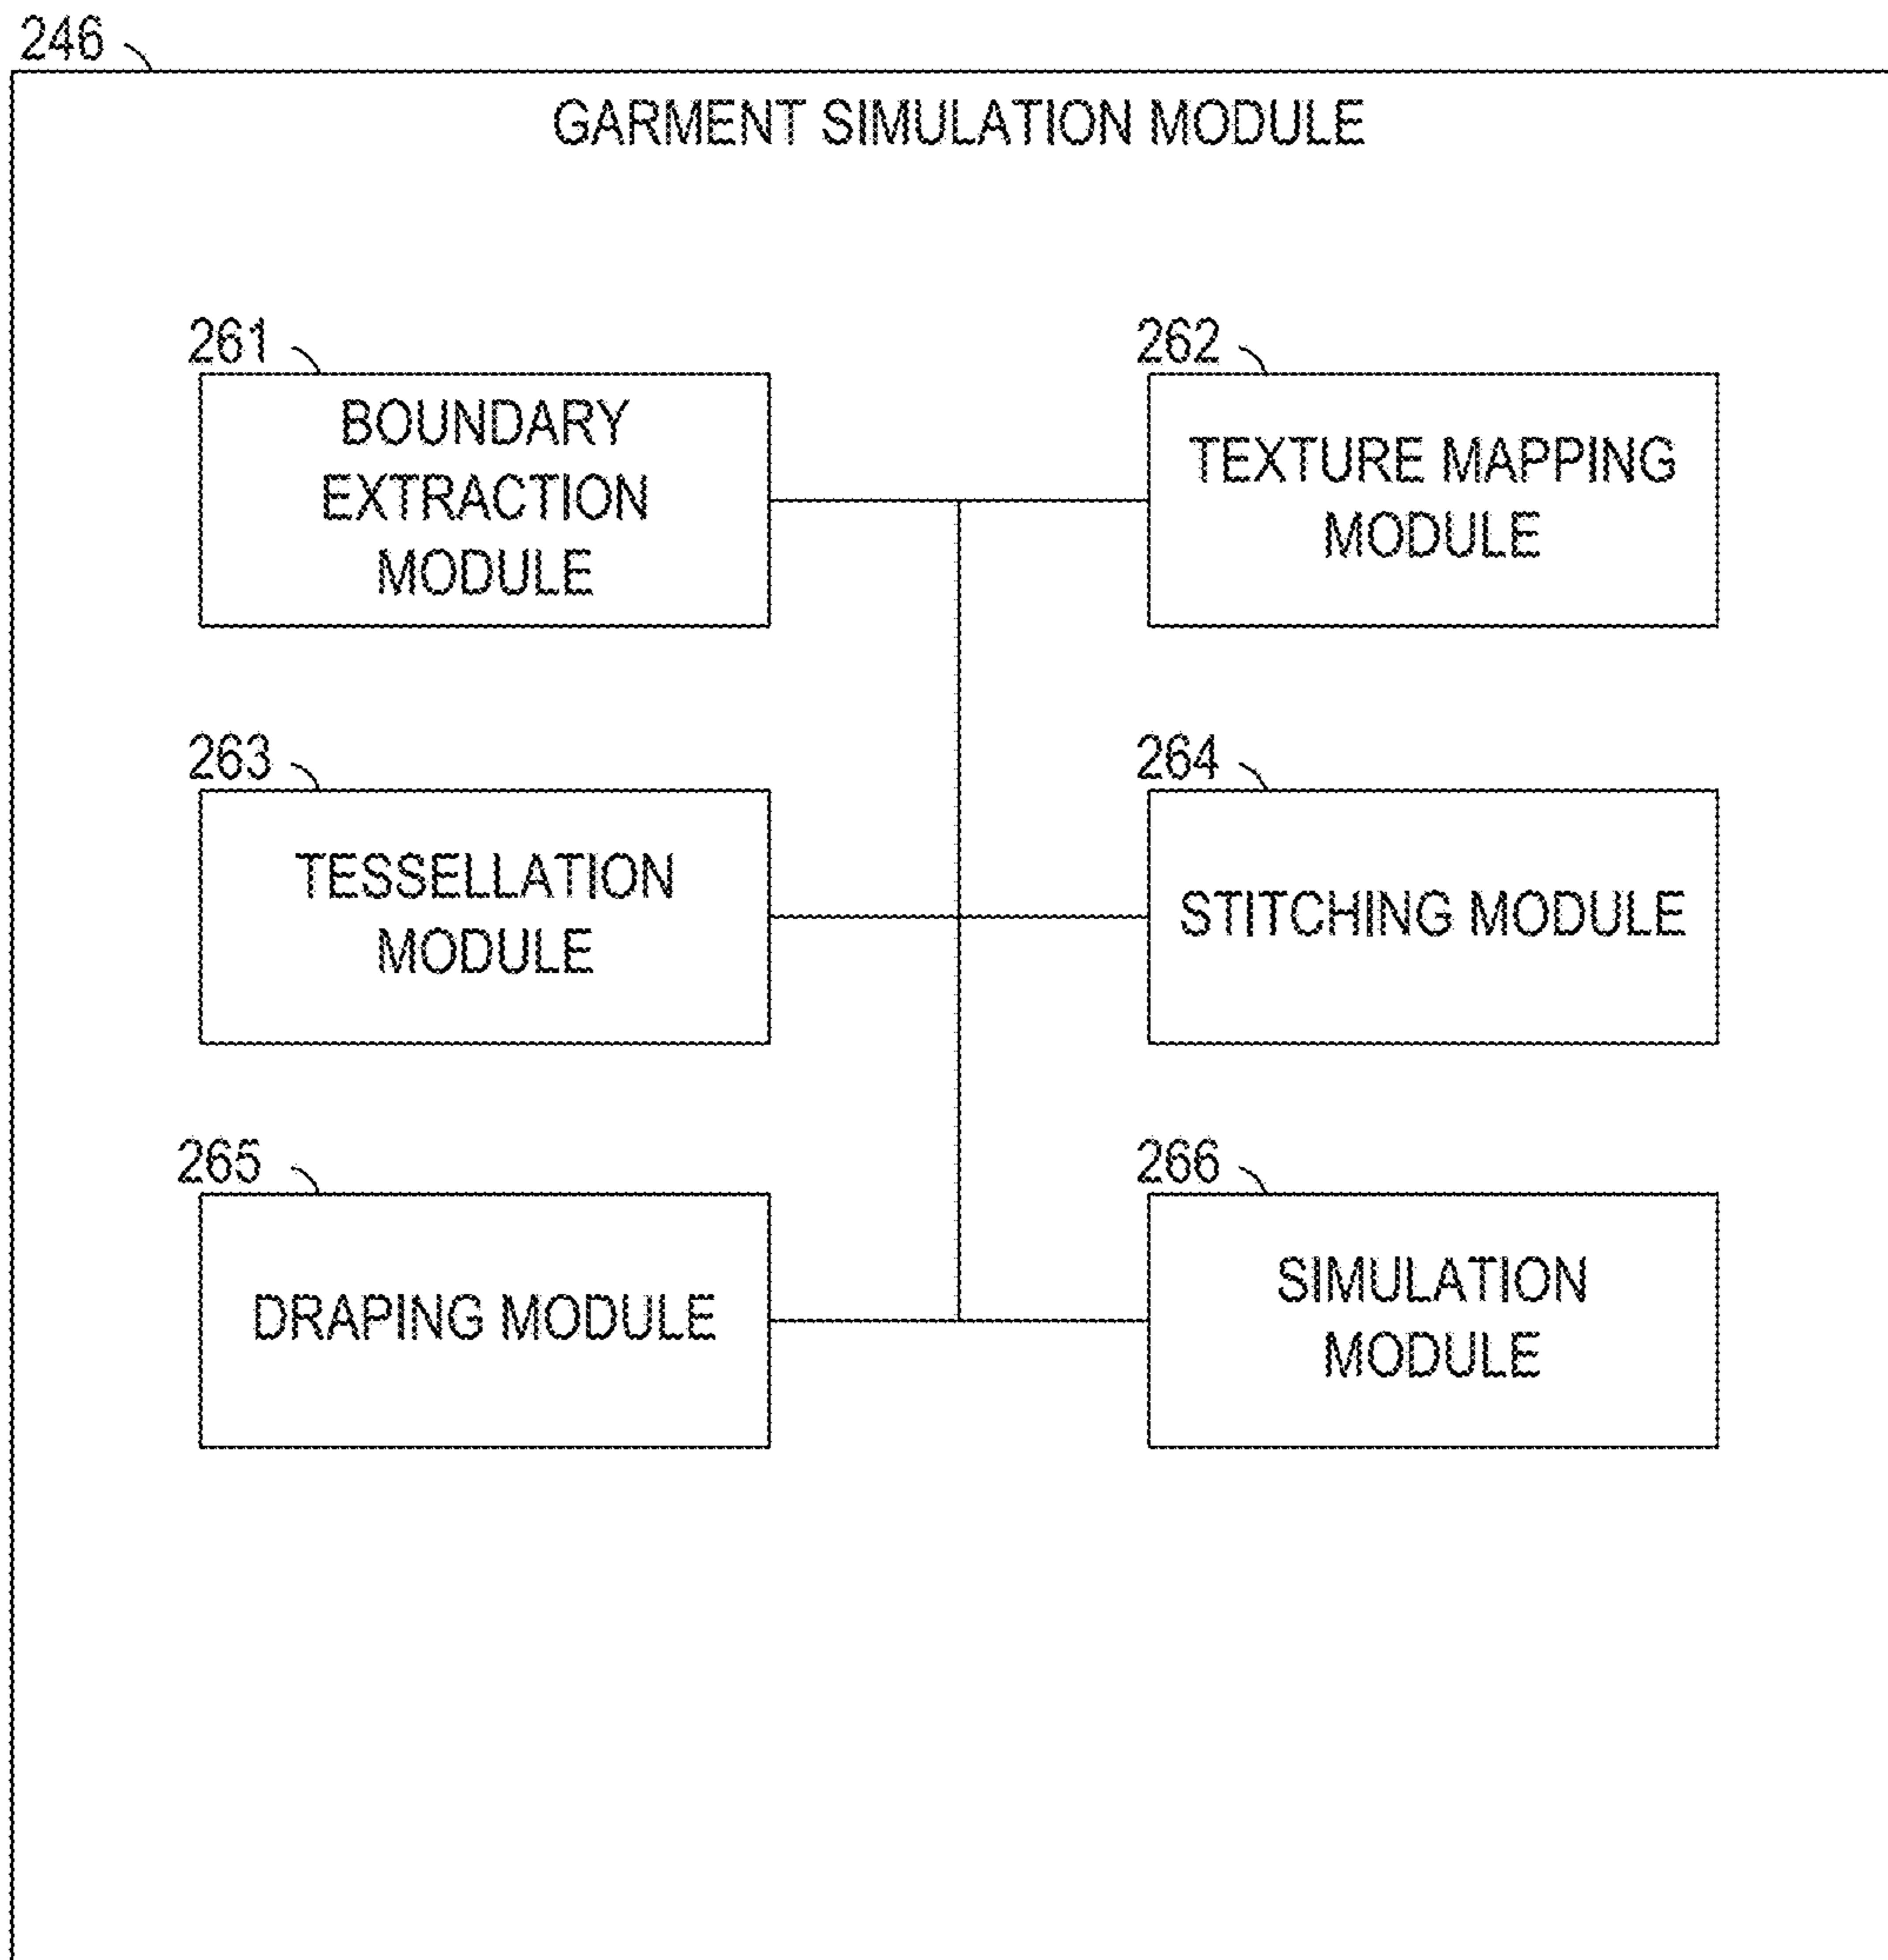 246
GARMENT SIMULATION MODULE
261
BOUNDARY
EXTRACTION
MODULE
262
TEXTURE MAPPING
MODULE
263
TESSELLATION
MODULE
264
STITCHING MODULE
265
DRAPING MODULE
266
SIMULATION
MODULE